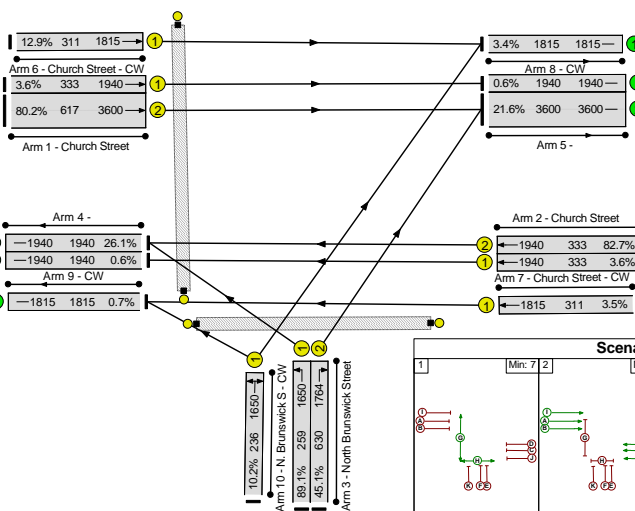 12.9% 311 1815
1
Arm 6 - Church Street - CW
3.6% 333 1940
1
80.2% 617 3600
2
Arm 1 - Church Street
3.4% 1815 1815
Arm 8 - CW
0.6% 1940 1940
21.6% 3600 3600
Arm 5 -
Arm 4 -
1940 1940 26.1%
1940 1940 0.6%
Arm 9 - CW
1815 1815 0.7%
Arm 2 - Church Street
2
1940 333 82.7%
1
1940 333 3.6%
Arm 7 - Church Street - CW
1
1815 311 3.5%
1
1
2
10.2% 236 1650
Arm 10 - N. Brunswick S - CW
89.1% 259 1650
45.1% 630 1764
Arm 3 - North Brunswick Street
Scena
1
Min: 7
2
I
A
B
G
H
D
C
J
K
F
E
I
A
B
G
H
K
F
E